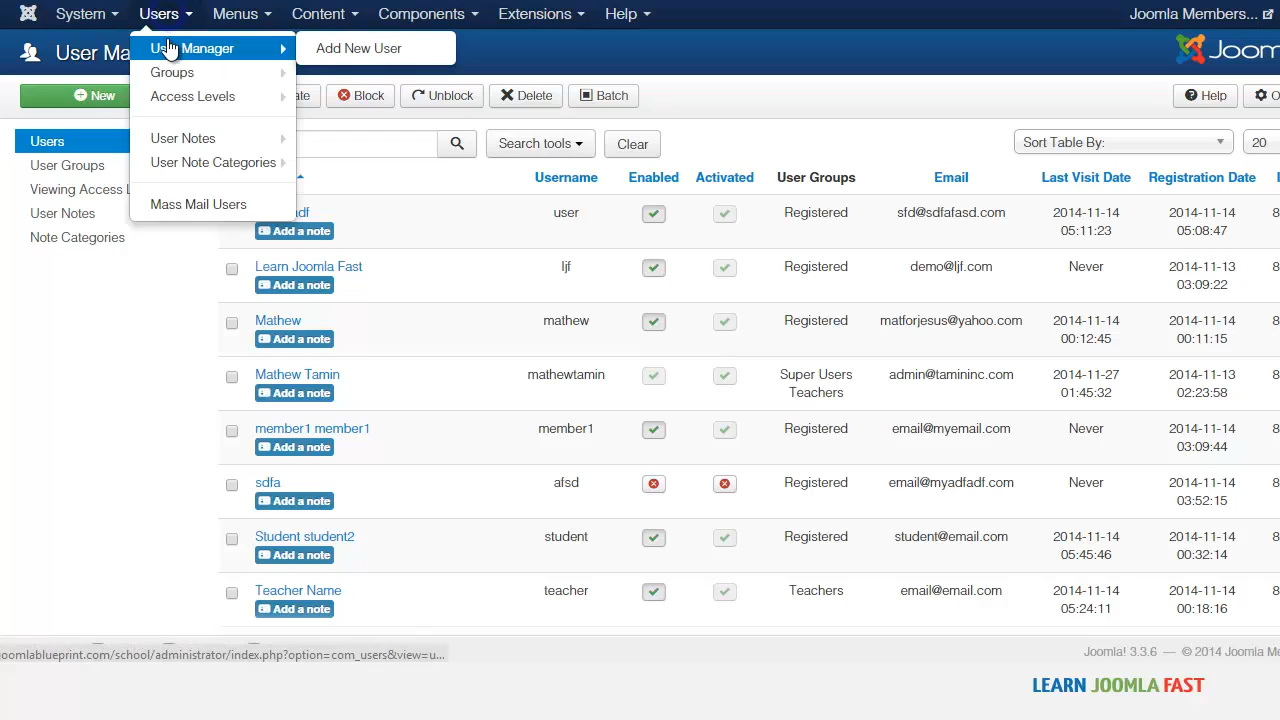 System Users Menus Content Components Extensions Help Joomla Members...
User Manager Add New User
User Ma Joom
Groups
Access Levels
User Notes
User Note Categories
Mass Mail Users
New Block Unblock Delete Batch Help
Users
User Groups
Viewing Access L
User Notes
Note Categories
Search tools Clear Sort Table By: 20
Username Enabled Activated User Groups Email Last Visit Date Registration Date
user Registered sfd@sdfafasd.com 2014-11-14 2014-11-14
Add a note 05:11:23 05:08:47
Learn Joomla Fast ljf Registered demo@ljf.com Never 2014-11-13 8
Add a note 03:09:22
Mathew mathew Registered matforjesus@yahoo.com 2014-11-14 2014-11-14 8
Add a note 00:12:45 00:11:15
Mathew Tamin mathewtamin Super Users admin@tamininc.com 2014-11-27 2014-11-13 8
Add a note Teachers 01:45:32 02:23:58
member1 member1 member1 Registered email@myemail.com Never 2014-11-14 8
Add a note 03:09:44
sdfa afsd Registered email@myadfadf.com Never 2014-11-14 8
Add a note 03:52:15
Student student2 student Registered student@email.com 2014-11-14 2014-11-14 8
Add a note 05:45:46 00:32:14
Teacher Name teacher Teachers email@email.com 2014-11-14 2014-11-14 8
Add a note 05:24:11 00:18:16
oomlablueprint.com/school/administrator/index.php?option=com_users&view=u...
Joomla! 3.3.6 — © 2014 Joomla Me
LEARN JOOMLA FAST